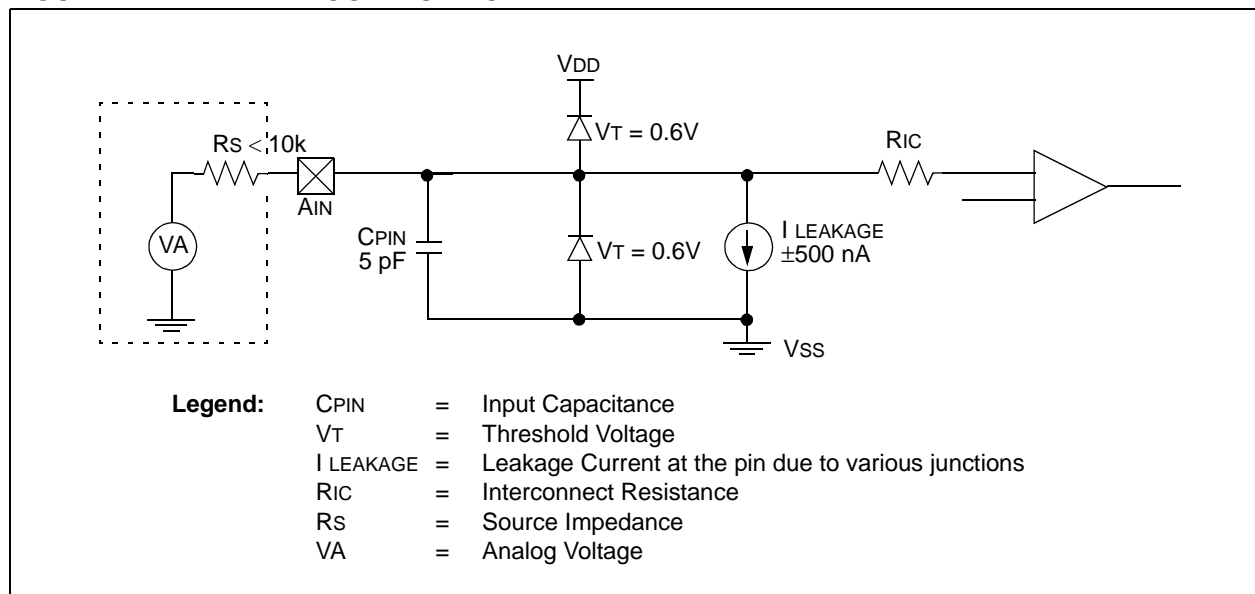 VDD
VT = 0.6V
RS < 10k
RIC
AIN
VA
CPIN
5 pF
VT = 0.6V
I LEAKAGE
±500 nA
VSS
Legend: CPIN = Input Capacitance
VT = Threshold Voltage
I LEAKAGE = Leakage Current at the pin due to various junctions
RIC = Interconnect Resistance
RS = Source Impedance
VA = Analog Voltage